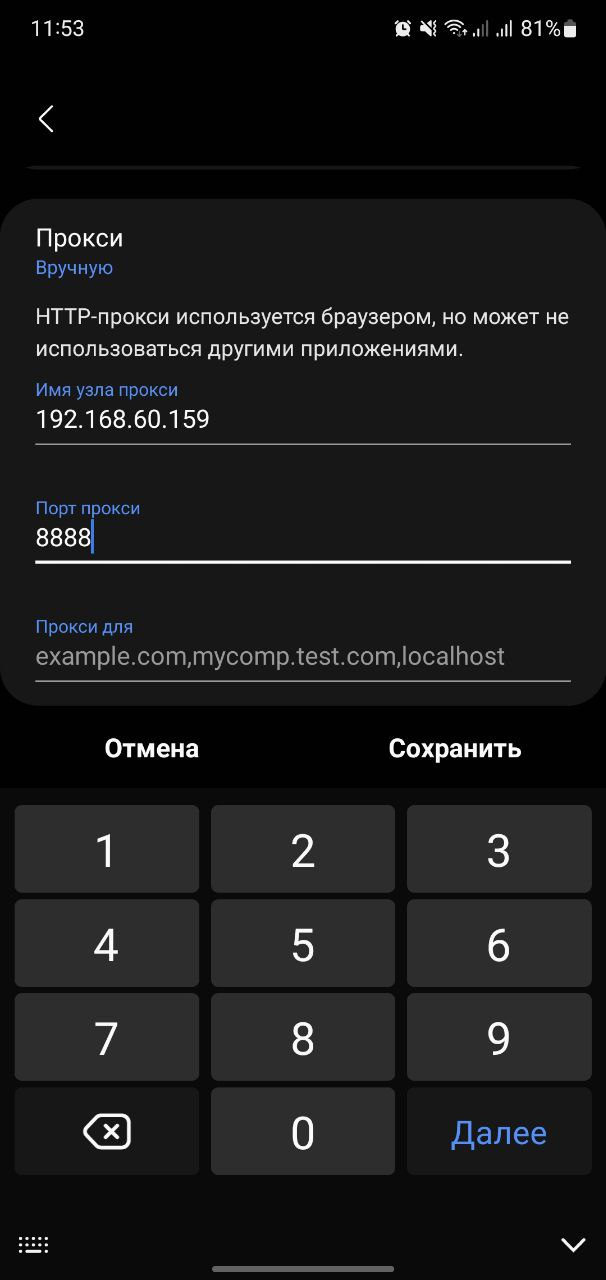 11:53
81%
Прокси
Вручную
HTTP-прокси используется браузером, но может не
использоваться другими приложениями.
Имя узла прокси
192.168.60.159
Порт прокси
8888
Прокси для
example.com,mycomp.test.com,localhost
Отмена
Сохранить
1
2
3
4
5
6
7
8
9
0
Далее